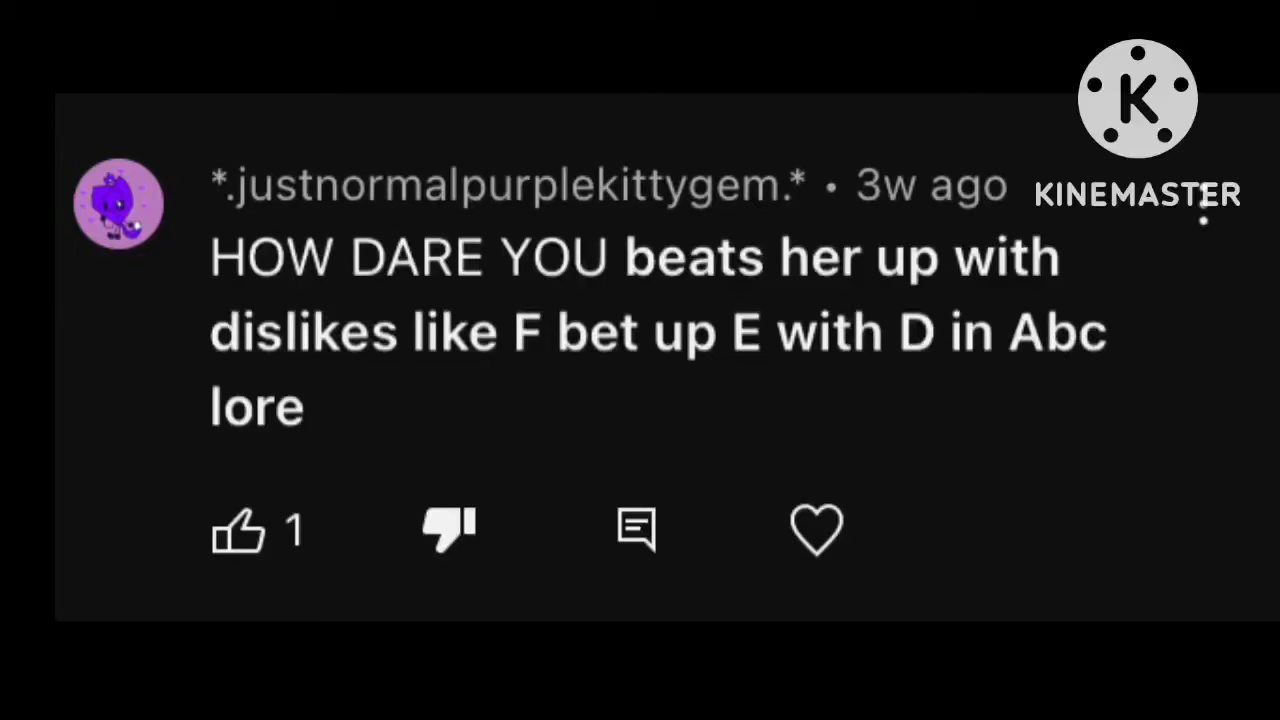 *.justnormalpurplekittygem.* • 3w ago
HOW DARE YOU beats her up with
dislikes like F bet up E with D in Abc
lore
1
K
KINEMASTER